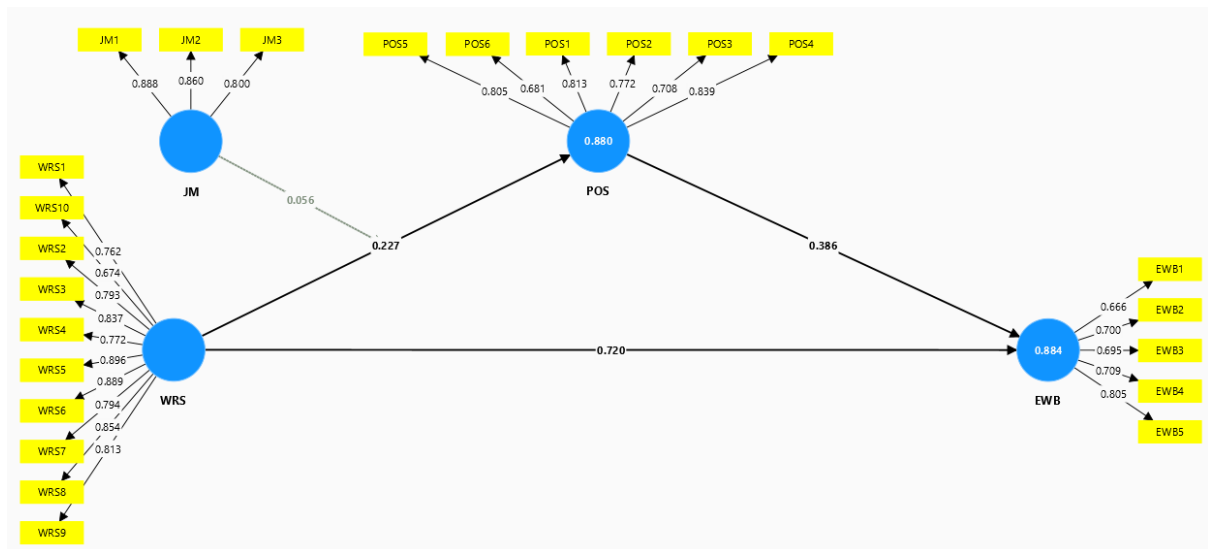 JM1 JM2 JM3
POS5 POS6 POS1 POS2 POS3 POS4
0.888 0.860 0.800
0.805 0.681 0.813 0.772 0.708 0.839
0.880
JM
POS
0.056
0.227
0.386
WRS1
WRS10
WRS2
WRS3
WRS4
WRS5
WRS6
WRS7
WRS8
WRS9
0.762
0.674
0.793
0.837
0.772
0.896
0.889
0.794
0.854
0.813
WRS
0.720
0.884
EWB
0.666
0.700
0.695
0.709
0.805
EWB1
EWB2
EWB3
EWB4
EWB5